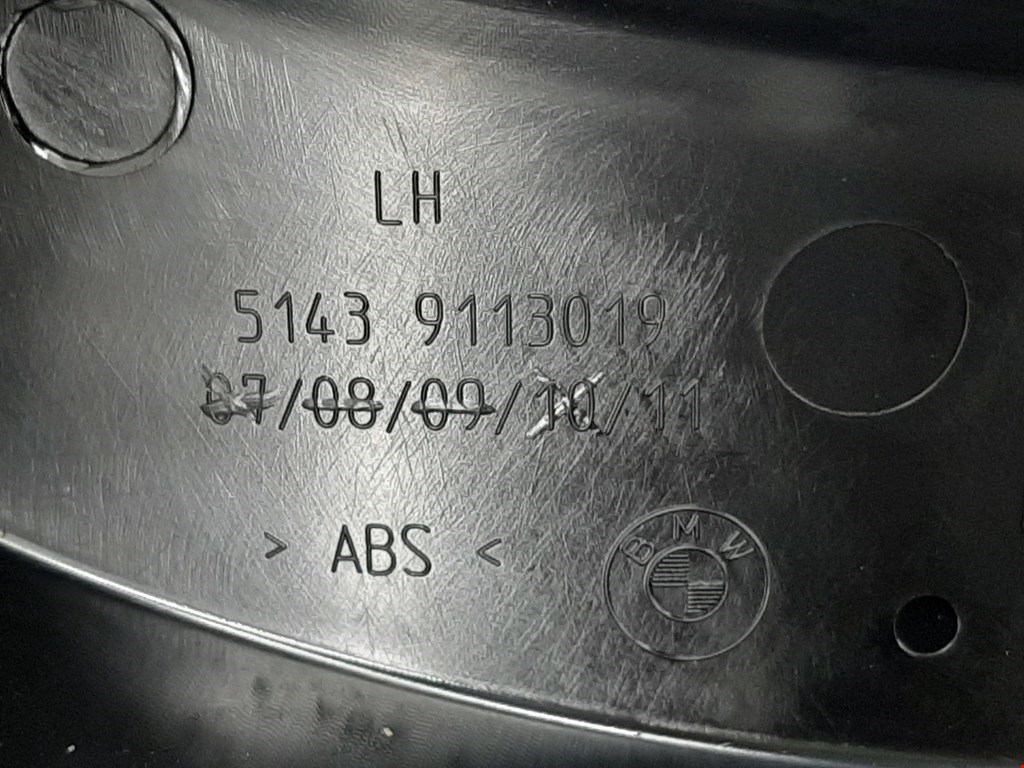 LH
5143 9113019
07/08/09/10/11
> ABS <
BMW